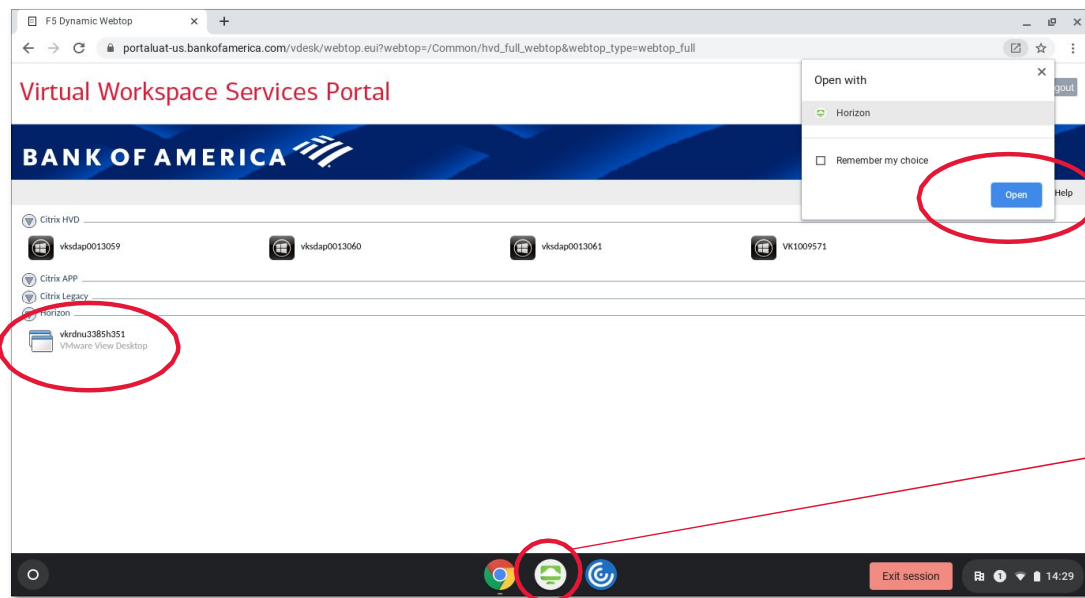 F5 Dynamic Webtop
portaluat-us.bankofamerica.com/vdesk/webtop.eui?webtop=/Common/hvd_full_webtop&webtop_type=webtop_full
Virtual Workspace Services Portal
Open with
gout
Horizon
BANK OF AMERICA
Remember my choice
Open
Help
Citrix HVD
vksdap0013059
vksdap0013060
vksdap0013061
VK1009571
Citrix APP
Citrix Legacy
Horizon
vkrdnu3385h351
VMware View Desktop
Exit session
1
14:29